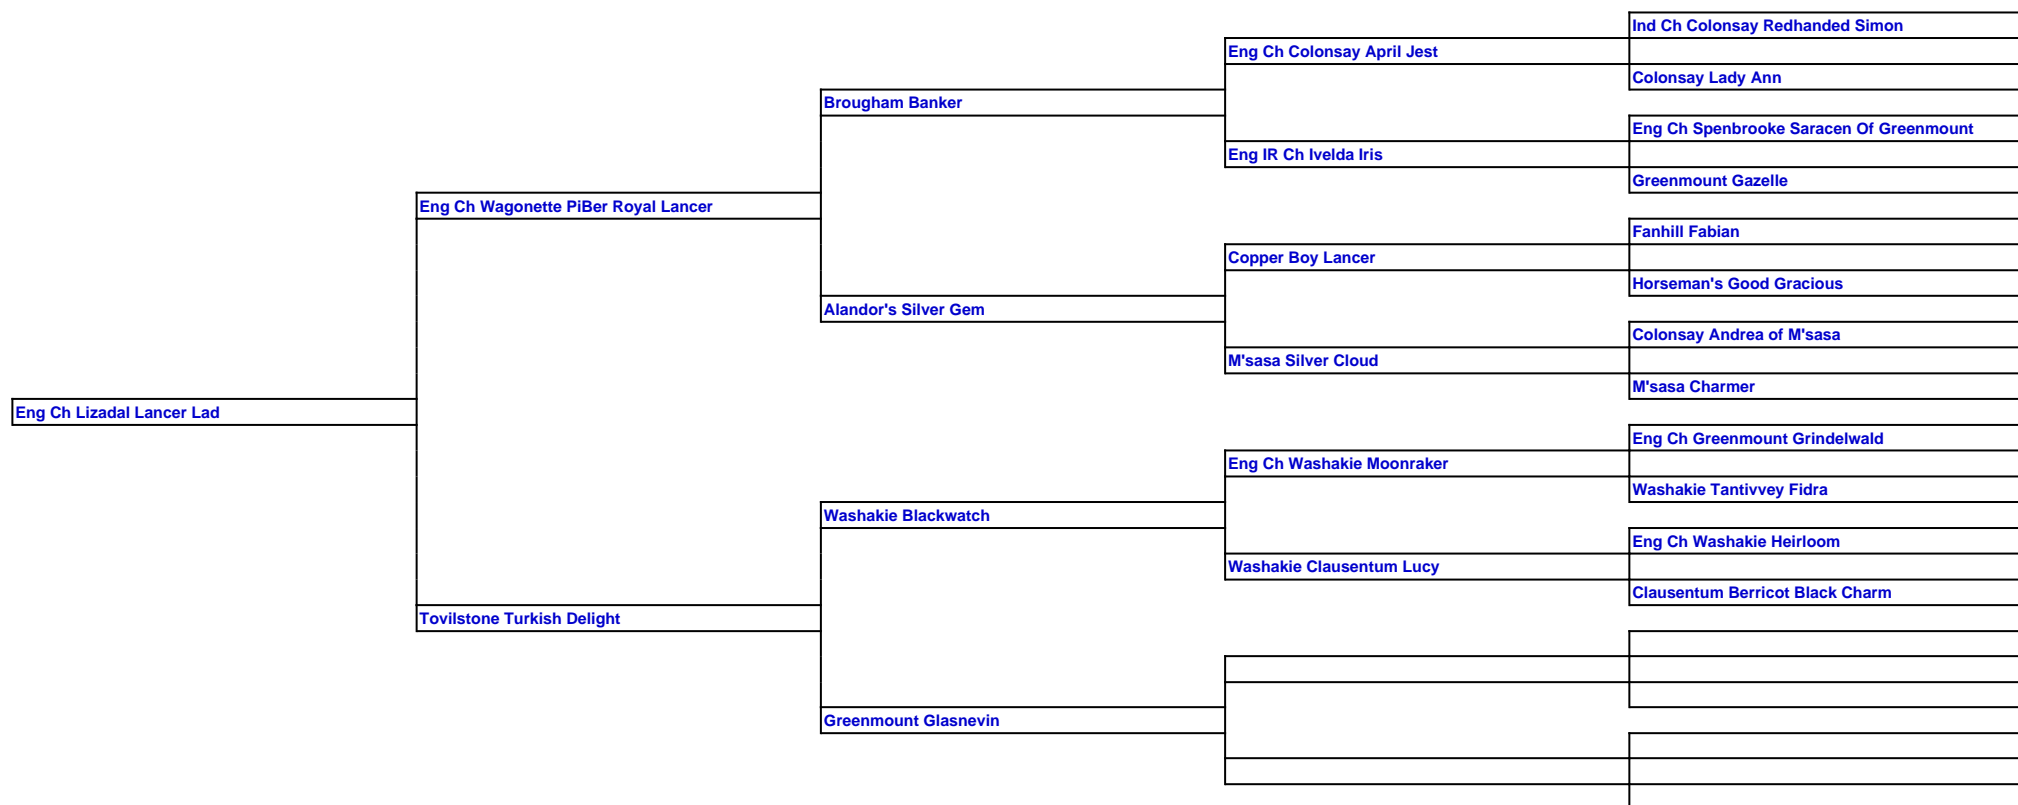 Ind Ch Colonsay Redhanded Simon
Eng Ch Colonsay April Jest
Colonsay Lady Ann
Brougham Banker
Eng Ch Spenbrooke Saracen Of Greenmount
Eng IR Ch Ivelda Iris
Greenmount Gazelle
Eng Ch Wagonette PiBer Royal Lancer
Fanhill Fabian
Copper Boy Lancer
Horseman's Good Gracious
Alandor's Silver Gem
Colonsay Andrea of M'sasa
M'sasa Silver Cloud
M'sasa Charmer
Eng Ch Lizadal Lancer Lad
Eng Ch Greenmount Grindelwald
Eng Ch Washakie Moonraker
Washakie Tantivvey Fidra
Washakie Blackwatch
Eng Ch Washakie Heirloom
Washakie Clausentum Lucy
Clausentum Berricot Black Charm
Tovilstone Turkish Delight
Greenmount Glasnevin